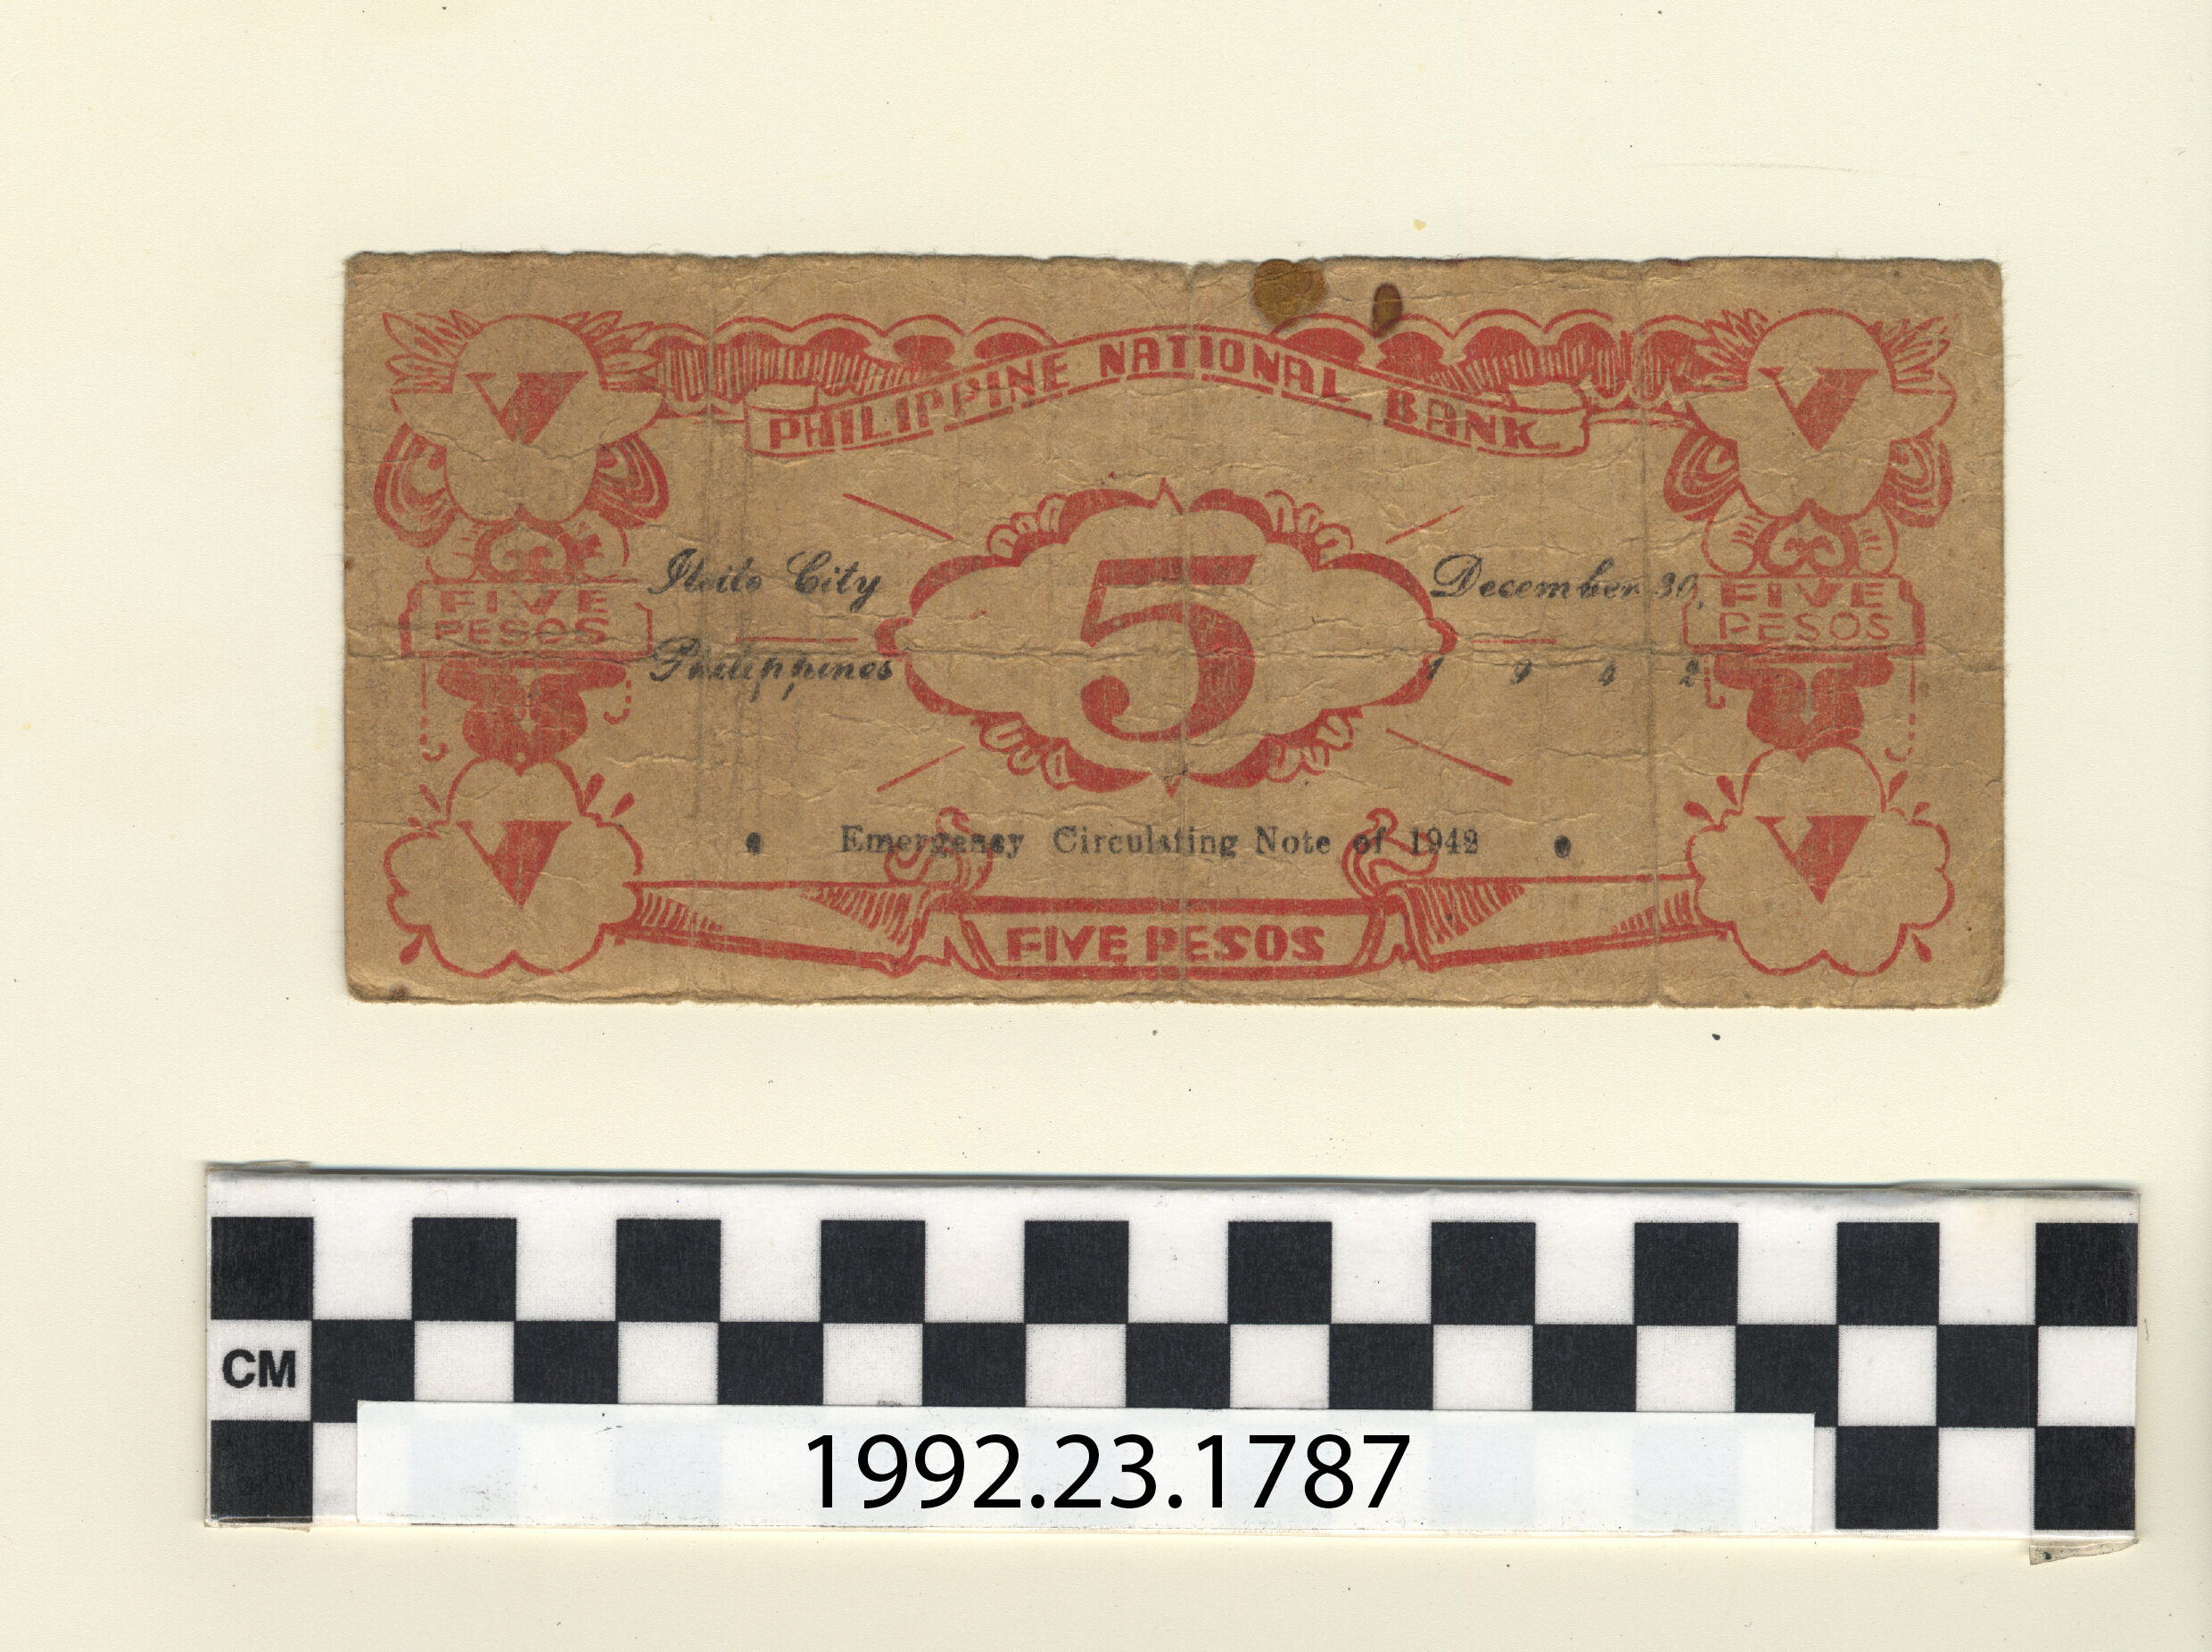 PHILIPPINE NATIONAL BANK
V
V
Iloilo City
December 30,
5
FIVE
PESOS
FIVE
PESOS
Philippines
1 9 4 2
V
V
Emergency Circulating Note of 1942
FIVE PESOS
CM
1992.23.1787